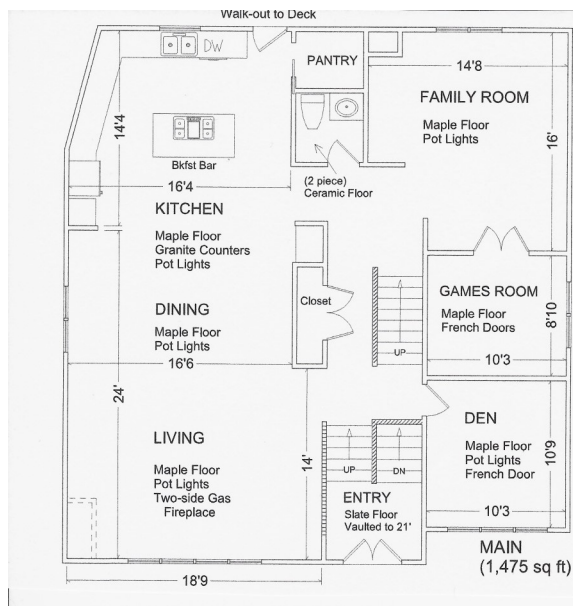 Walk-out to Deck
DW
PANTRY
14'8
FAMILY ROOM
Maple Floor
Pot Lights
16'
14'4
Bkfst Bar
(2 piece)
Ceramic Floor
16'4
KITCHEN
Maple Floor
Granite Counters
Pot Lights
Closet
GAMES ROOM
Maple Floor
French Doors
8'10
10'3
DINING
Maple Floor
Pot Lights
UP
16'6
24'
LIVING
Maple Floor
Pot Lights
Two-side Gas
Fireplace
14'
UP
DN
ENTRY
Slate Floor
Vaulted to 21'
DEN
Maple Floor
Pot Lights
French Door
10'9
10'3
MAIN
(1,475 sq ft)
18'9